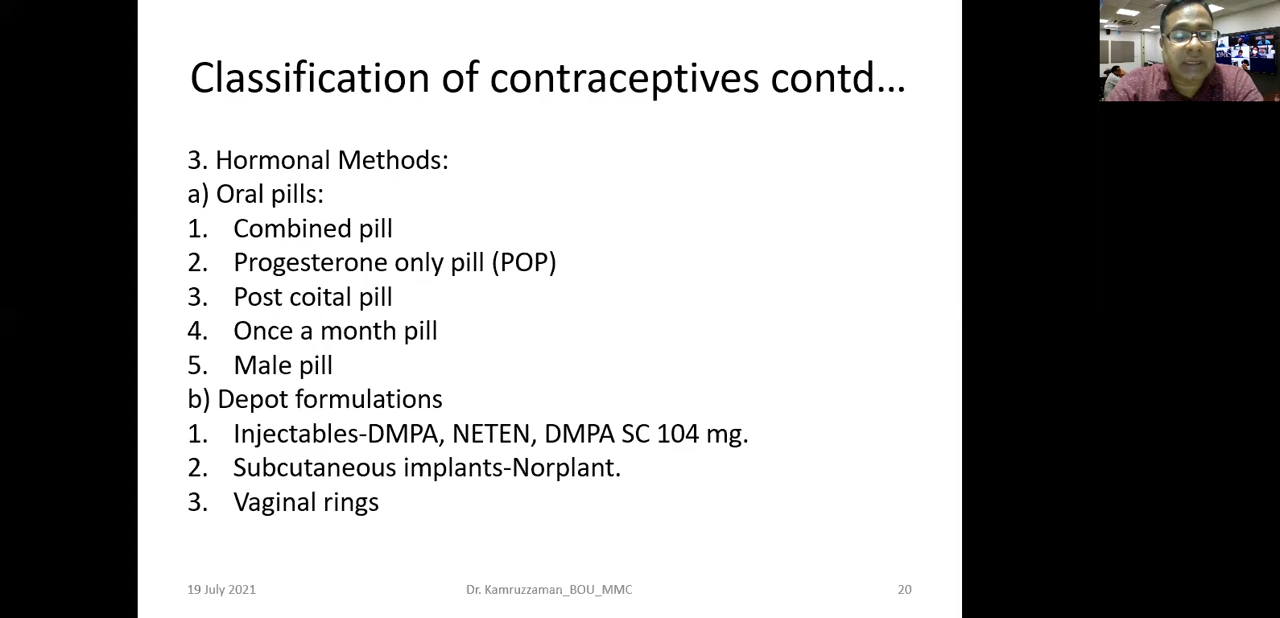 Classification of contraceptives contd...
3. Hormonal Methods:
a) Oral pills:
1. Combined pill
2. Progesterone only pill (POP)
3. Post coital pill
4. Once a month pill
5. Male pill
b) Depot formulations
1. Injectables-DMPA, NETEN, DMPA SC 104 mg.
2. Subcutaneous implants-Norplant.
3. Vaginal rings
19 July 2021
Dr. Kamruzzaman_BOU_MMC
20